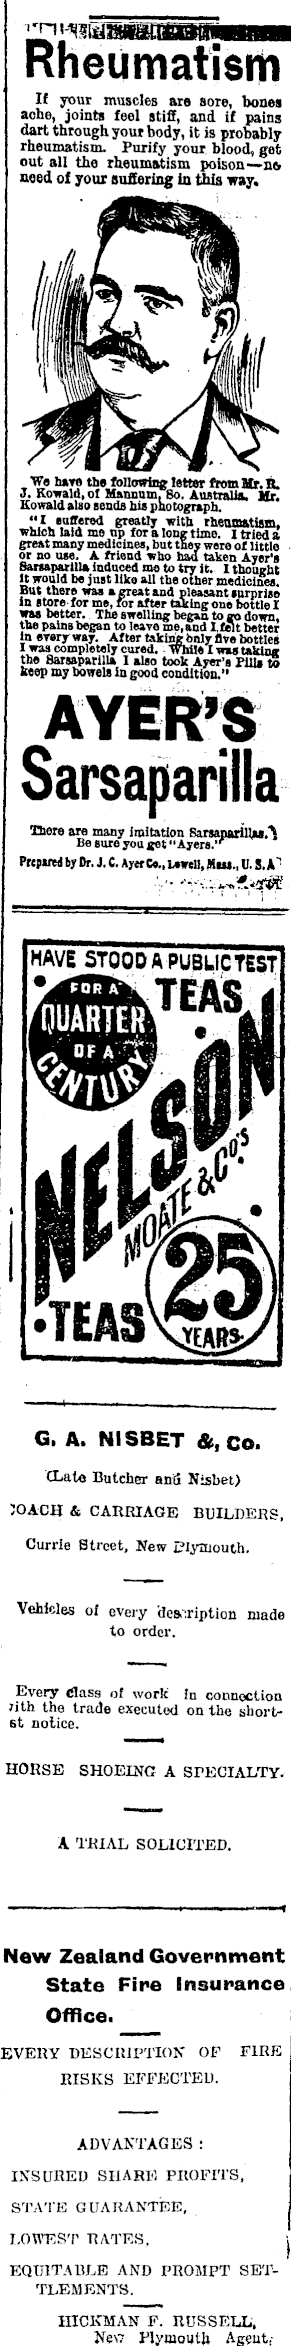 Rheumatism
If your muscles are sore, bones
ache, joints feel stiff, and if pains
dart through your body, it is probably
rheumatism. Purify your blood, get
out all the rheumatism poison—no
need of your suffering in this way.
We have the following letter from Mr. R.
J. Kowald, of Mannum, So. Australia. Mr.
Kowald also sends his photograph.
"I suffered greatly with rheumatism,
which laid me up for a long time. I tried a
great many medicines, but they were of little
or no use. A friend who had taken Ayer's
Sarsaparilla induced me to try it. I thought
it would be just like all the other medicines.
But there was a great and pleasant surprise
in store for me, for after taking one bottle I
was better. The swelling began to go down,
the pains began to leave me, and I felt better
in every way. After taking only five bottles
I was completely cured. While I was taking
the Sarsaparilla I also took Ayer's Pills to
keep my bowels in good condition."
AYER'S
Sarsaparilla
There are many imitation Sarsaparillas.
Be sure you get "Ayers."
Prepared by Dr. J. C. Ayer Co., Lowell, Mass., U. S. A
HAVE STOOD A PUBLIC TEST
FOR A
QUARTER
OF A
CENTURY
TEAS
NELSON
MOATE & CO'S
TEAS
25
YEARS.
G. A. NISBET &, Co.
(Late Butcher and Nisbet)
COACH & CARRIAGE BUILDERS,
Currie Street, New Plymouth.
Vehicles of every description made
to order.
Every class of work in connection
with the trade executed on the short-
est notice.
HORSE SHOEING A SPECIALTY.
A TRIAL SOLICITED.
New Zealand Government
State Fire Insurance
Office.
EVERY DESCRIPTION OF FIRE
RISKS EFFECTED.
ADVANTAGES :
INSURED SHARE PROFITS,
STATE GUARANTEE,
LOWEST RATES,
EQUITABLE AND PROMPT SET-
TLEMENTS.
HICKMAN F. RUSSELL,
New Plymouth Agent.